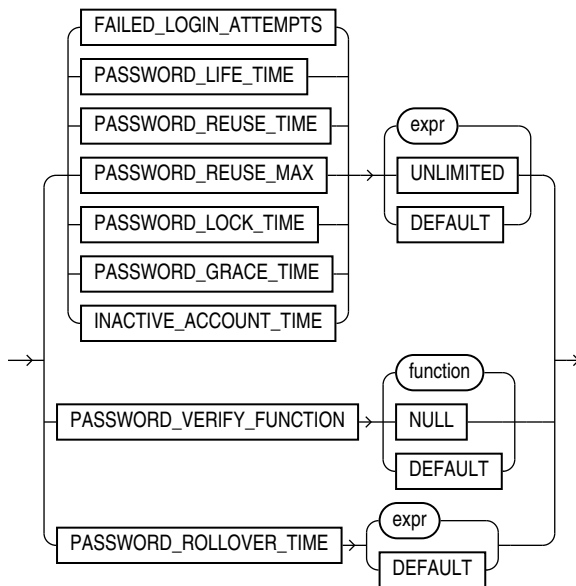 FAILED_LOGIN_ATTEMPTS
PASSWORD_LIFE_TIME
PASSWORD_REUSE_TIME
PASSWORD_REUSE_MAX
PASSWORD_LOCK_TIME
PASSWORD_GRACE_TIME
INACTIVE_ACCOUNT_TIME
expr
UNLIMITED
DEFAULT
PASSWORD_VERIFY_FUNCTION
function
NULL
DEFAULT
PASSWORD_ROLLOVER_TIME
expr
DEFAULT